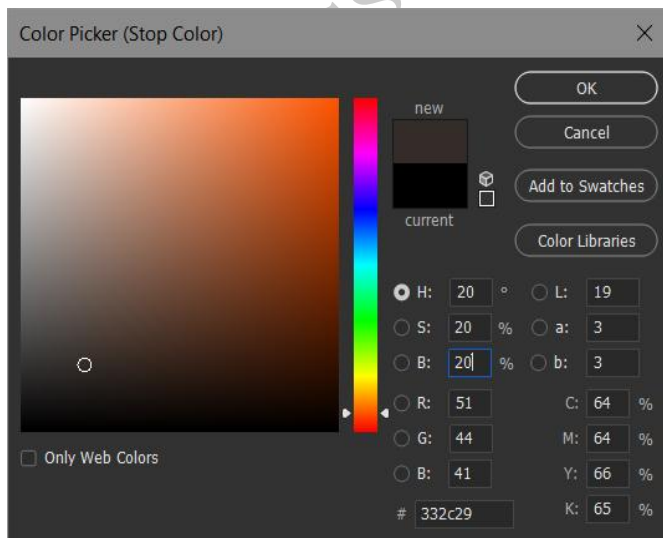 Color Picker (Stop Color)
new
current
OK
Cancel
Add to Swatches
Color Libraries
H: 20 ° L: 19
S: 20 % a: 3
B: 20 % b: 3
R: 51 C: 64 %
G: 44 M: 64 %
B: 41 Y: 66 %
# 332c29 K: 65 %
Only Web Colors